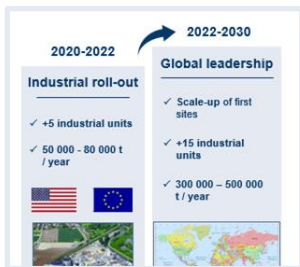 2020-2022
Industrial roll-out
✓ +5 industrial units
✓ 50 000 - 80 000 t
/ year
2022-2030
Global leadership
✓ Scale-up of first
sites
✓ +15 industrial
units
✓ 300 000 – 500 000
t / year